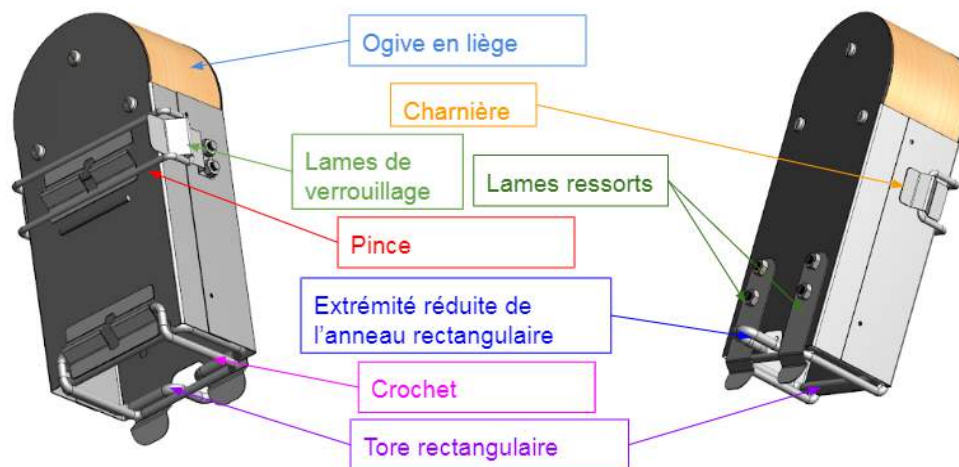 Ogive en liège
Charnière
Lames de
verrouillage
Lames ressorts
Pince
Extrémité réduite de
l’anneau rectangulaire
Crochet
Tore rectangulaire